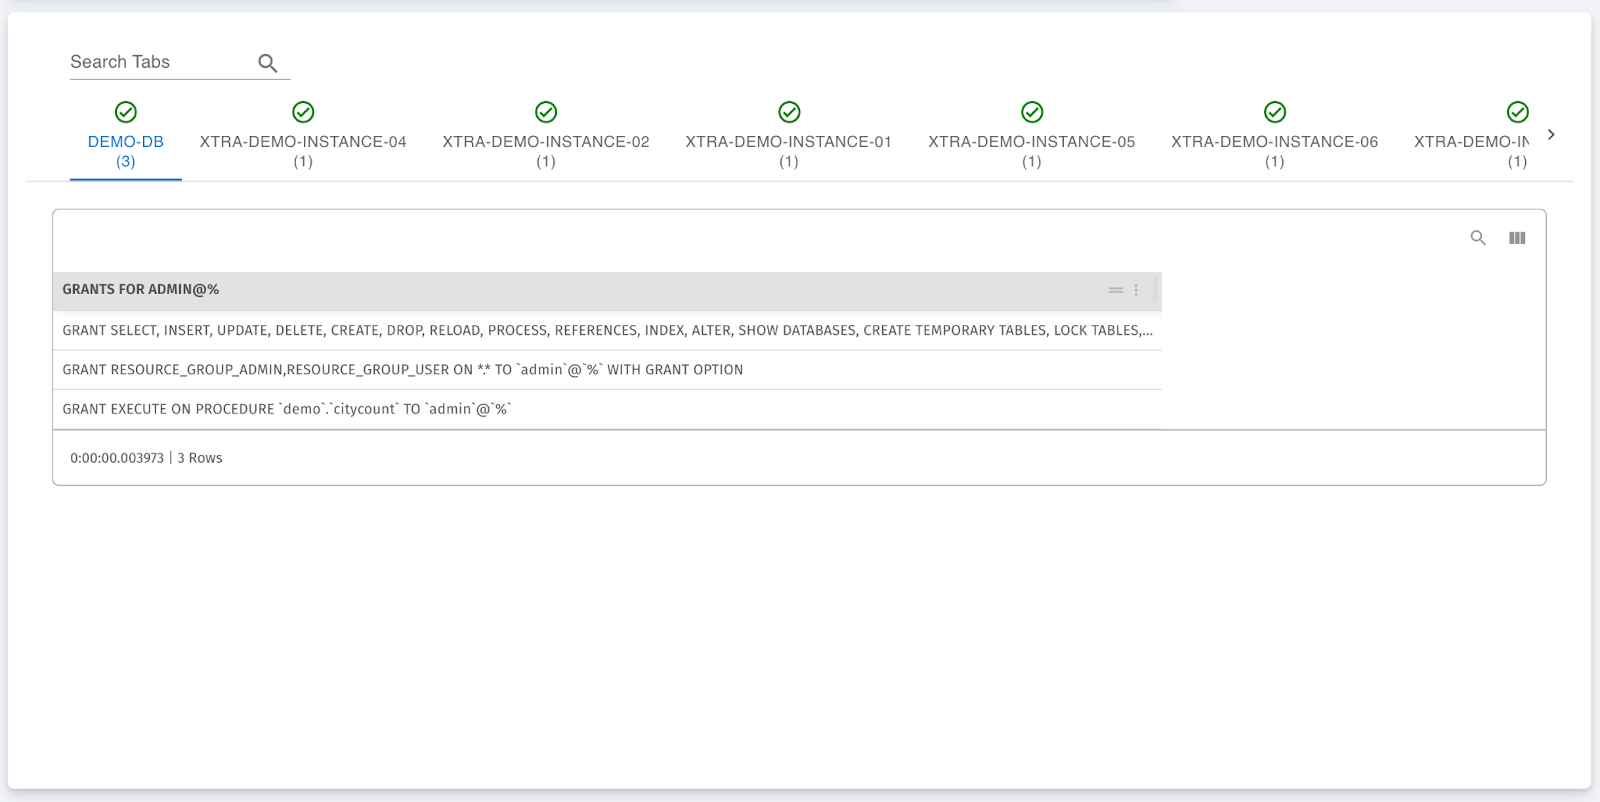 Search Tabs
DEMO-DB
(3)
XTRA-DEMO-INSTANCE-04
(1)
XTRA-DEMO-INSTANCE-02
(1)
XTRA-DEMO-INSTANCE-01
(1)
XTRA-DEMO-INSTANCE-05
(1)
XTRA-DEMO-INSTANCE-06
(1)
XTRA-DEMO-IN
(1)
GRANTS FOR ADMIN@%
GRANT SELECT, INSERT, UPDATE, DELETE, CREATE, DROP, RELOAD, PROCESS, REFERENCES, INDEX, ALTER, SHOW DATABASES, CREATE TEMPORARY TABLES, LOCK TABLES,...
GRANT RESOURCE_GROUP_ADMIN,RESOURCE_GROUP_USER ON *.* TO `admin`@`%` WITH GRANT OPTION
GRANT EXECUTE ON PROCEDURE `demo`.`citycount` TO `admin`@`%`
0:00:00.003973 | 3 Rows